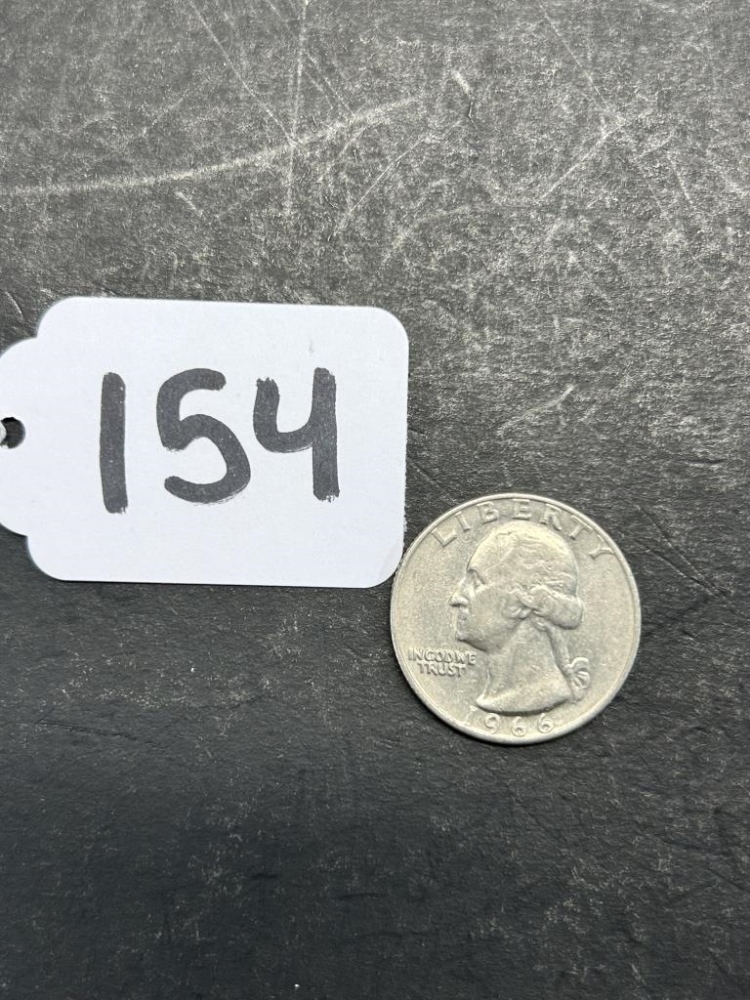 154
LIBERTY
IN GOD WE
TRUST
1966